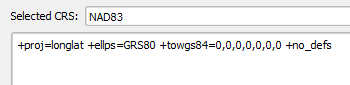 Selected CRS: NAD83
+proj=longlat +ellps=GRS80 +towgs84=0,0,0,0,0,0,0 +no_defs